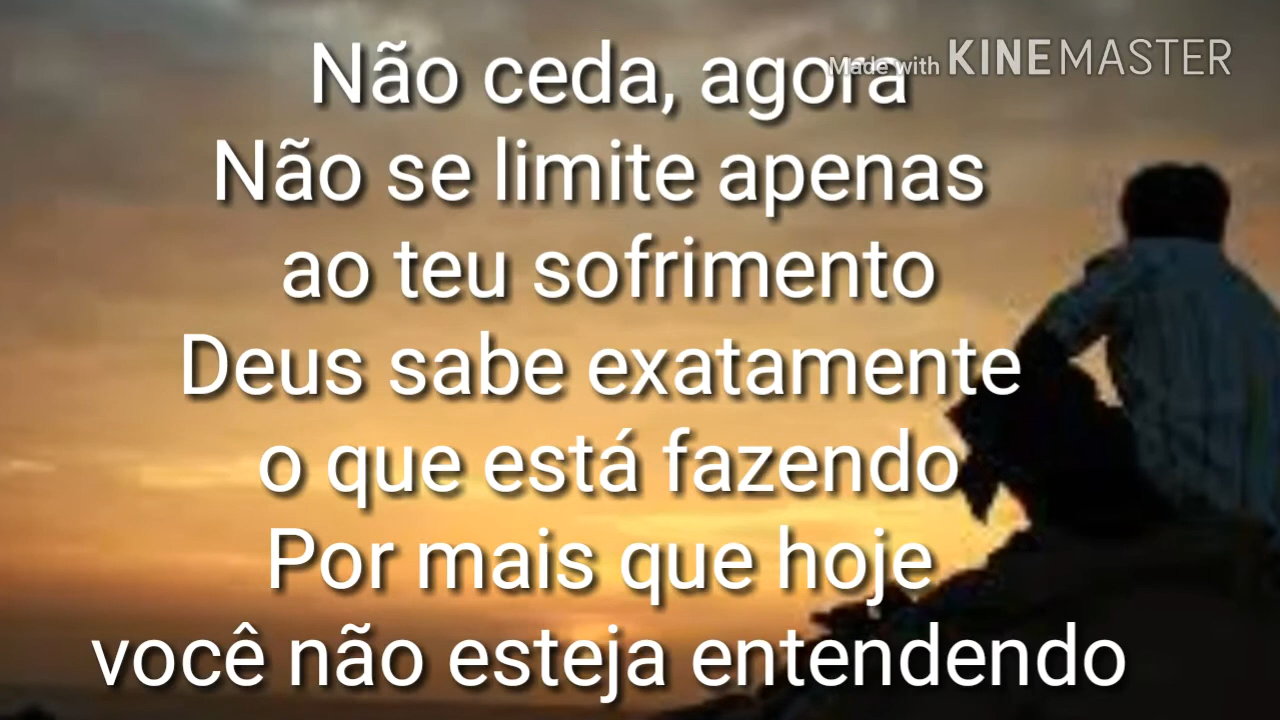 Made with KINEMASTER
Não ceda, agora
Não se limite apenas
ao teu sofrimento
Deus sabe exatamente
o que está fazendo
Por mais que hoje
você não esteja entendendo